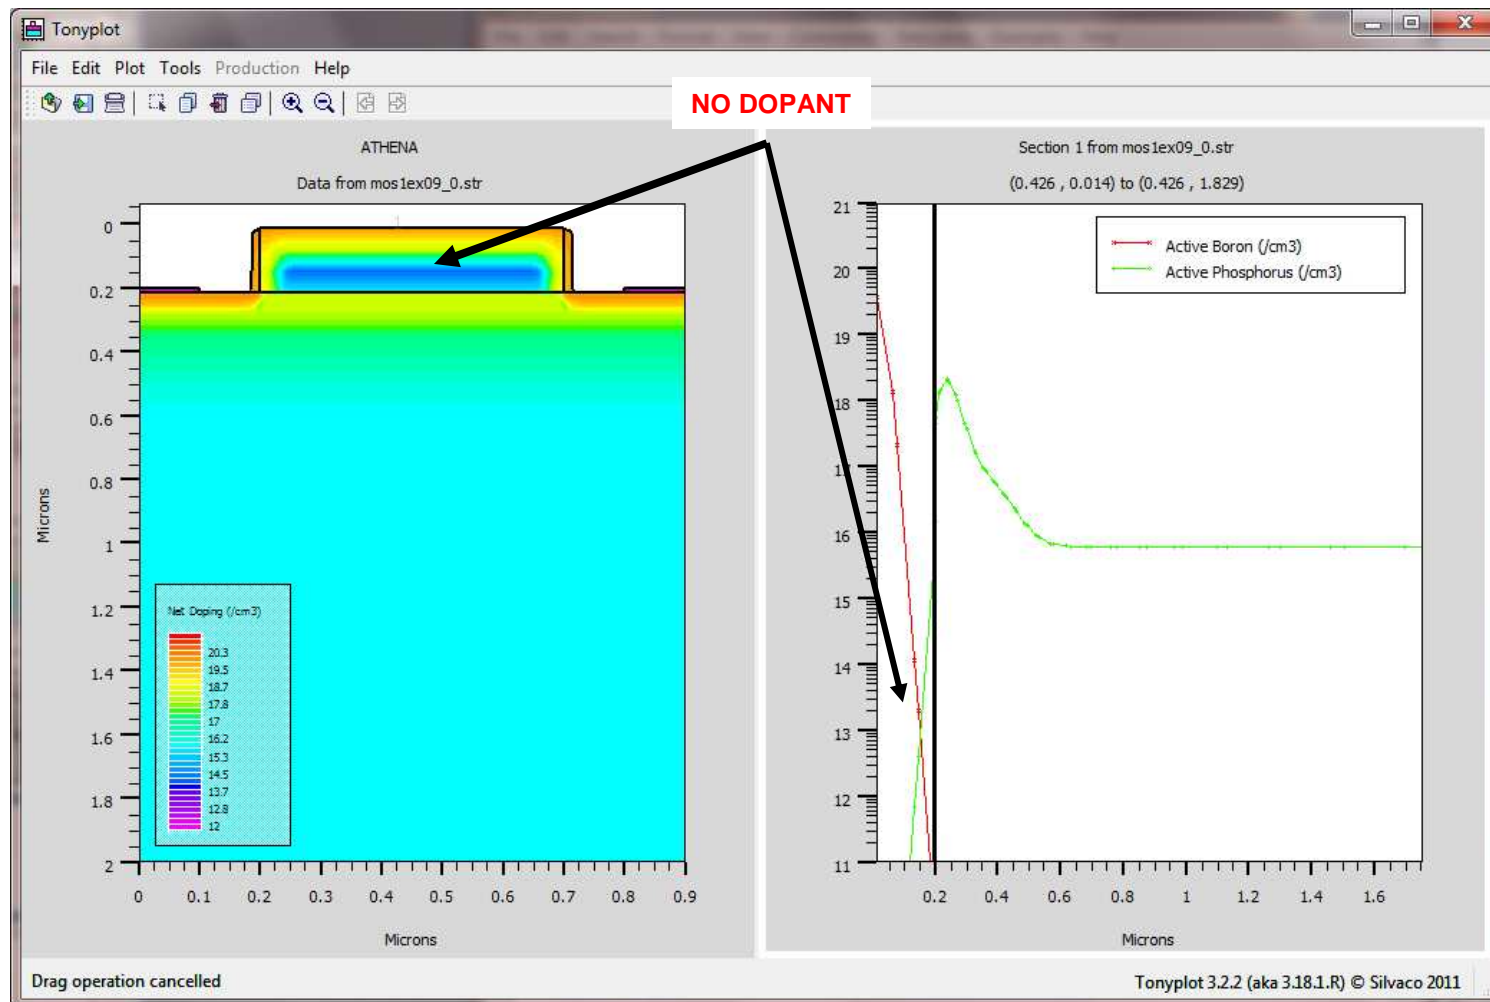 Tonyplot
File Edit Plot Tools Production Help
NO DOPANT
ATHENA
Data from mos1ex09_0.str
1
0
0.2
0.4
0.6
0.8
1
1.2
1.4
1.6
1.8
2
Microns
Net Doping (/cm3)
20.3
19.5
18.7
17.8
17
16.2
15.3
14.5
13.7
12.8
12
0 0.1 0.2 0.3 0.4 0.5 0.6 0.7 0.8 0.9
Microns
Section 1 from mos1ex09_0.str
(0.426 , 0.014) to (0.426 , 1.829)
Active Boron (/cm3)
Active Phosphorus (/cm3)
21
20
19
18
17
16
15
14
13
12
11
0.2 0.4 0.6 0.8 1 1.2 1.4 1.6
Microns
Drag operation cancelled
Tonyplot 3.2.2 (aka 3.18.1.R) © Silvaco 2011